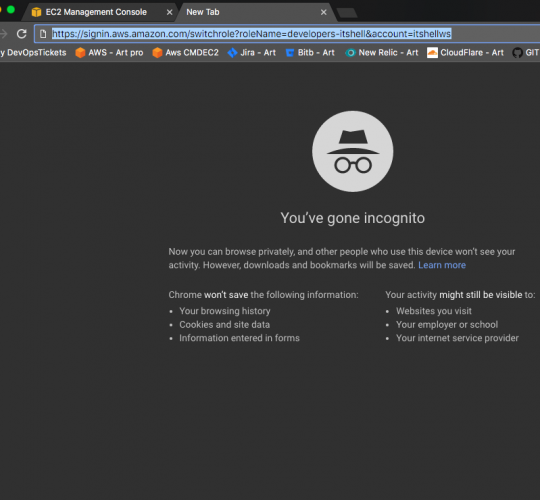 EC2 Management Console
New Tab
https://signin.aws.amazon.com/switchrole?roleName=developers-itshell&account=itshellws
y DevOpsTickets AWS - Art pro Aws CMDEC2 Jira - Art Bitb - Art New Relic - Art CloudFlare - Art GIT
You've gone incognito
Now you can browse privately, and other people who use this device won't see your
activity. However, downloads and bookmarks will be saved. Learn more
Chrome won't save the following information:
• Your browsing history
• Cookies and site data
• Information entered in forms
Your activity might still be visible to:
• Websites you visit
• Your employer or school
• Your internet service provider